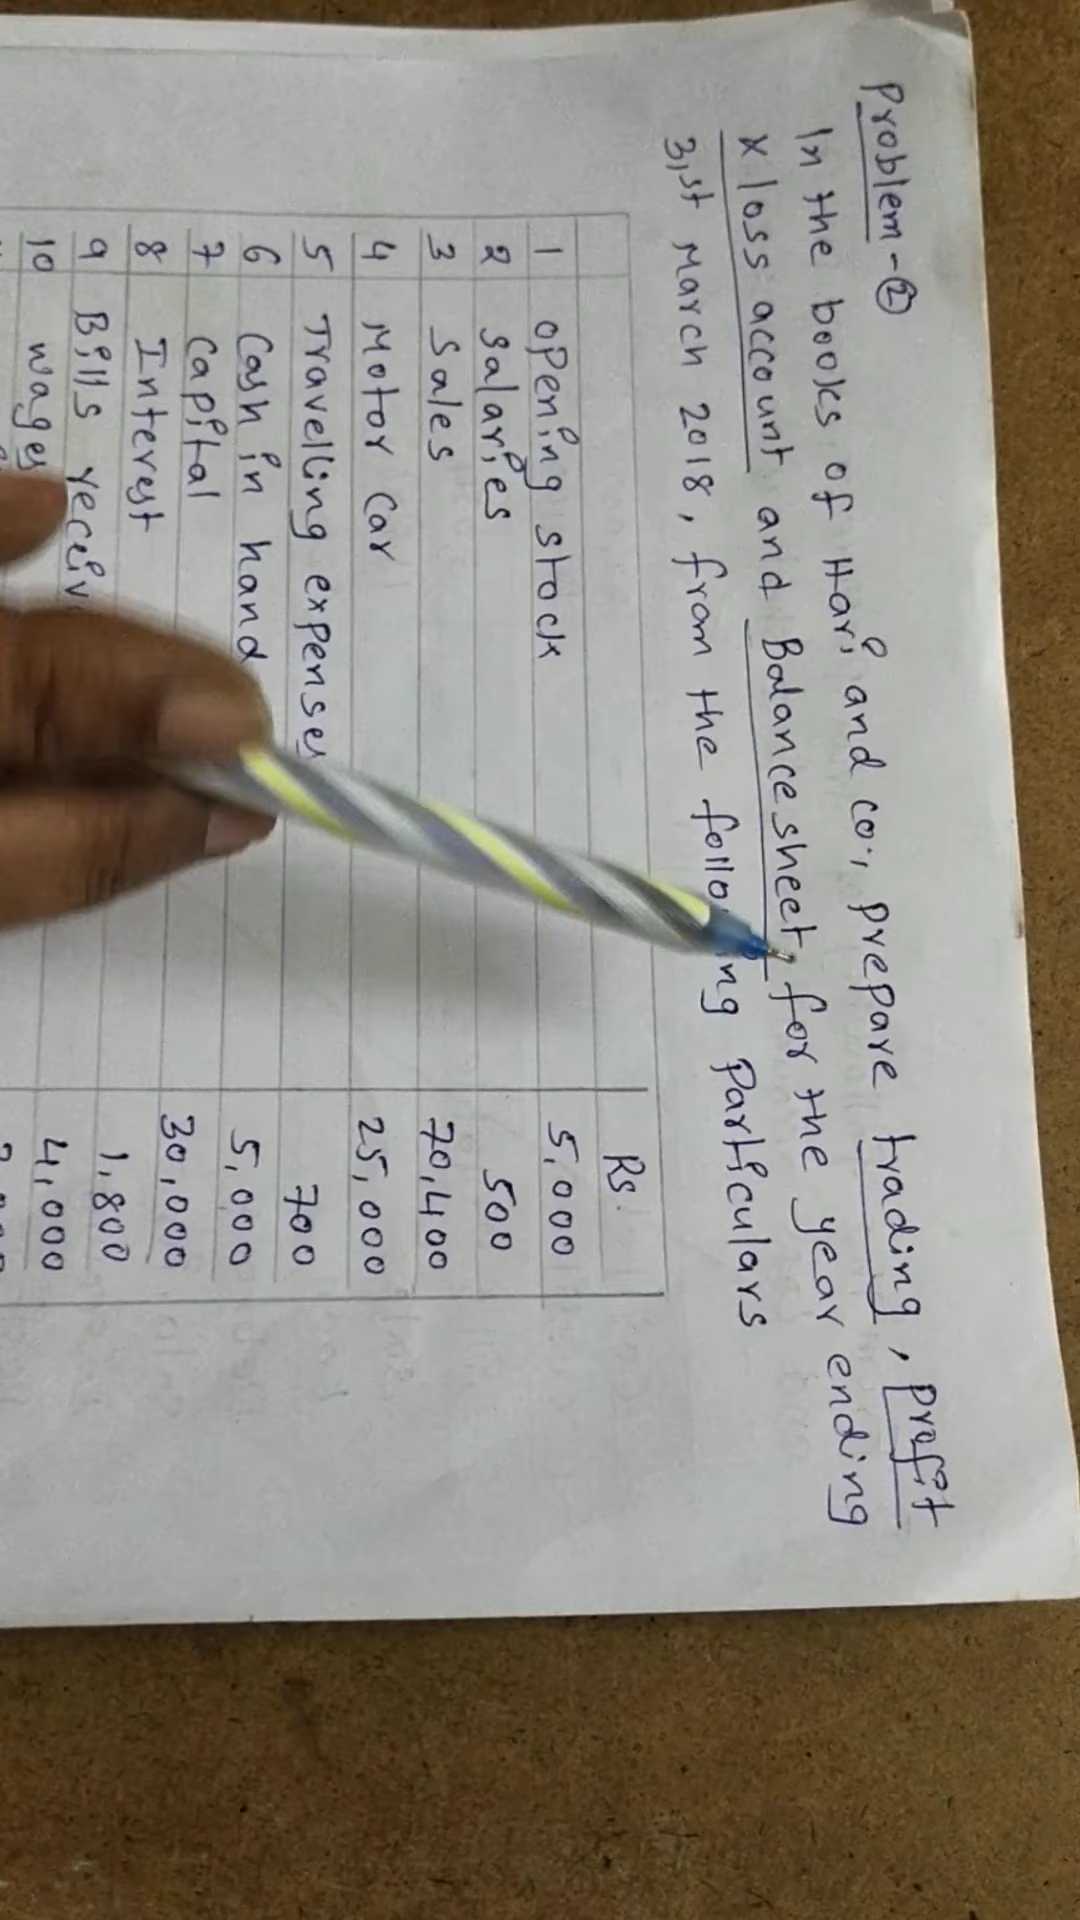 Problem - ②
In the books of Hari and co., prepare trading, profit
& loss account and Balance sheet for the year ending
31st March 2018, from the following particulars
Rs.
1 opening stock 5,000
2 salaries 500
3 sales 70,400
4 Motor car 25,000
5 Travelling expenses 700
6 Cash in hand 5,000
7 capital 30,000
8 Interest 1,800
9 Bills 4,000
10 wages